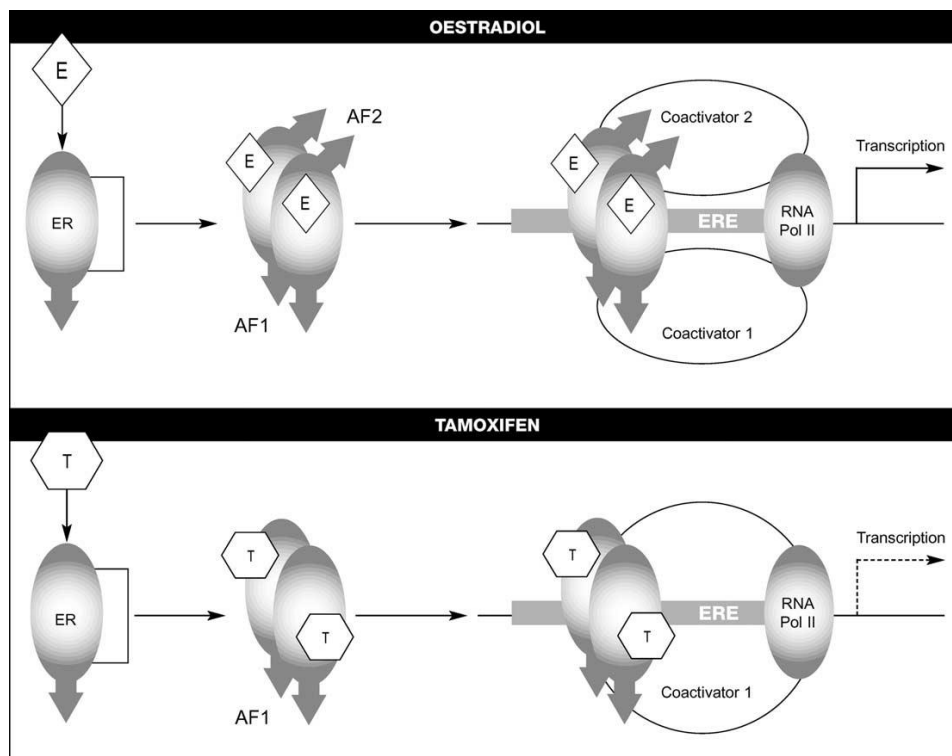 OESTRADIOL
E
ER
AF2
E
E
AF1
Coactivator 2
E
E
ERE
RNA
Pol II
Transcription
Coactivator 1
TAMOXIFEN
T
ER
T
T
AF1
T
T
ERE
RNA
Pol II
Transcription
Coactivator 1